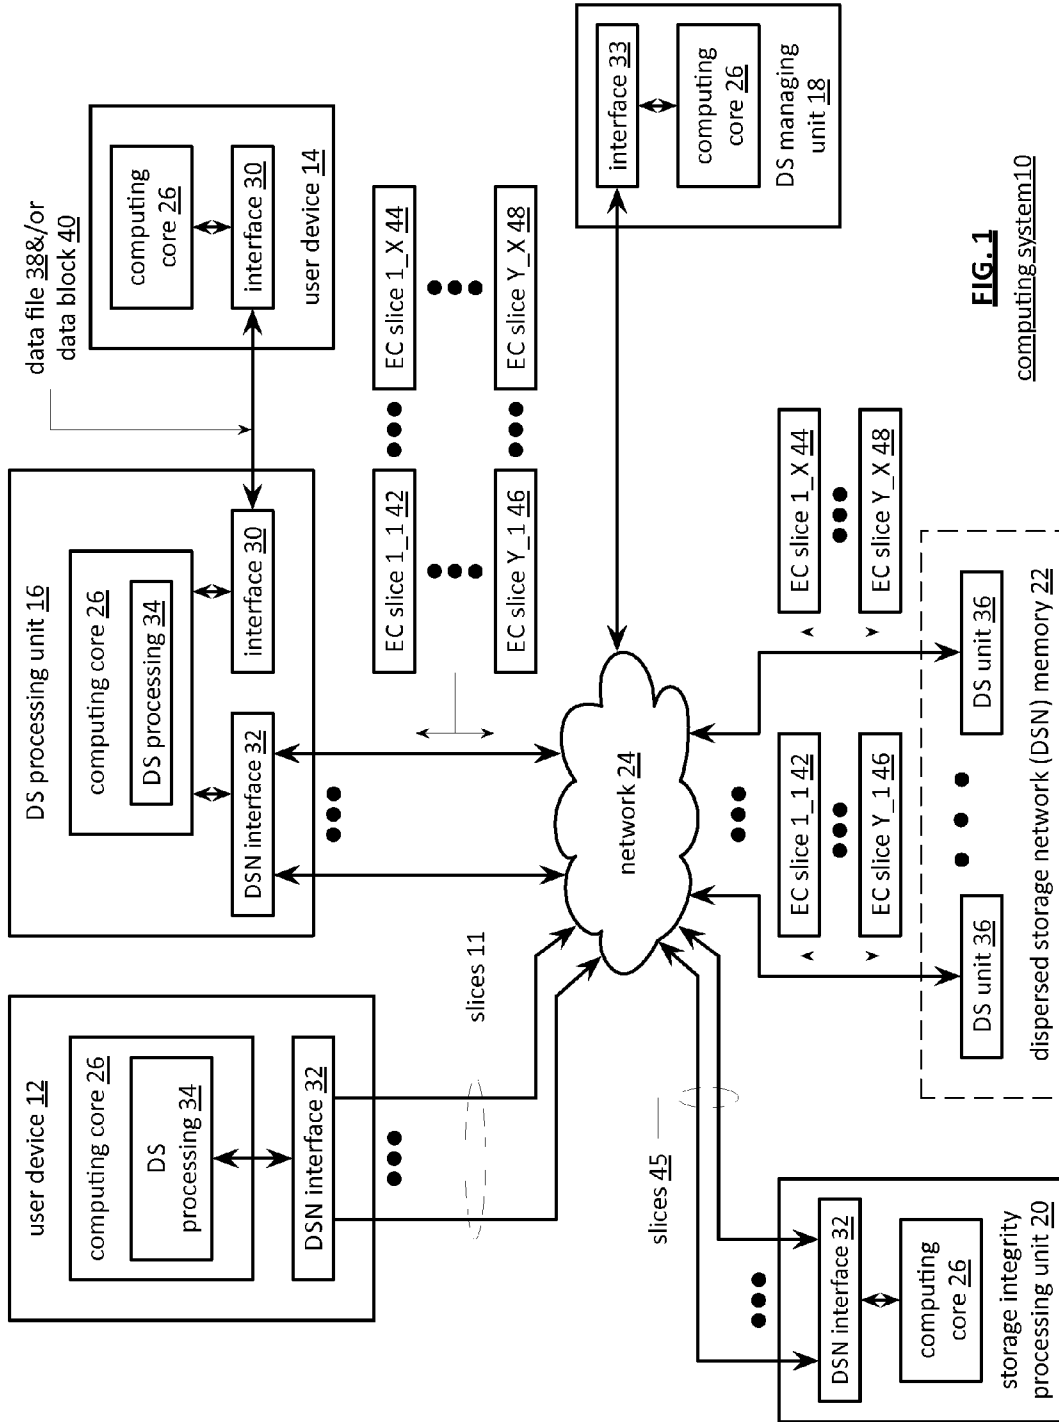 user device 12
computing core 26
DS
processing 34
DSN interface 32
slices 11
DS processing unit 16
computing core 26
DS processing 34
DSN interface 32
interface 30
data file 38&/or
data block 40
computing
core 26
interface 30
user device 14
EC slice 1_1 42
EC slice 1_X 44
EC slice Y_1 46
EC slice Y_X 48
network 24
interface 33
computing
core 26
DS managing
unit 18
slices 45
DSN interface 32
computing
core 26
storage integrity
processing unit 20
EC slice 1_1 42
EC slice 1_X 44
EC slice Y_1 46
EC slice Y_X 48
DS unit 36
DS unit 36
dispersed storage network (DSN) memory 22
FIG. 1
computing system10